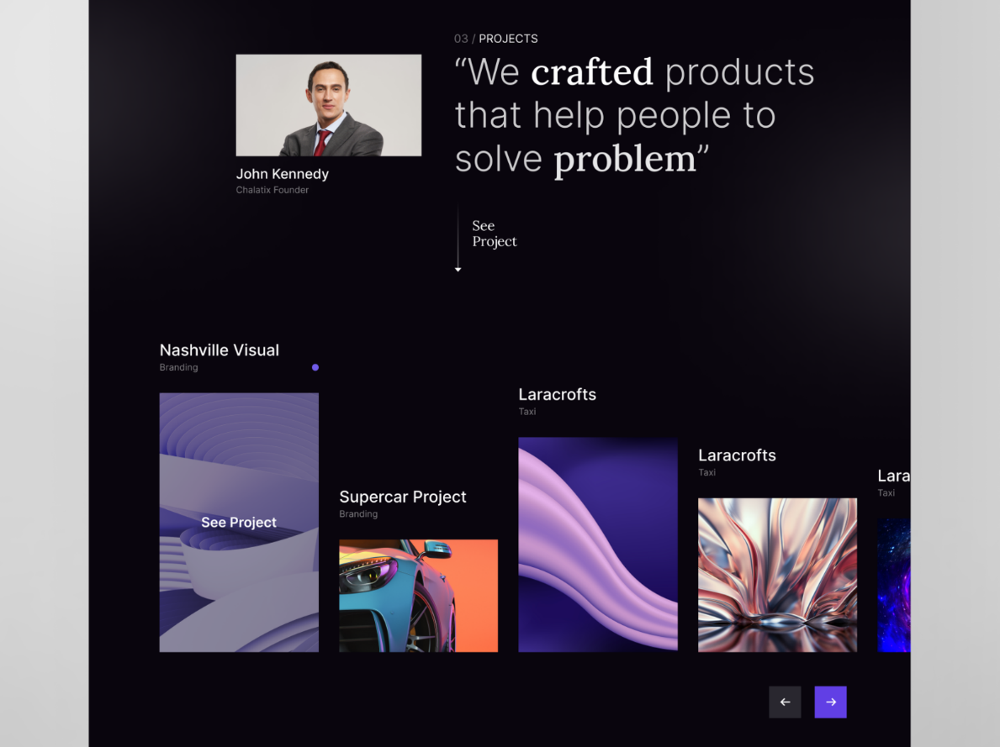 03 / PROJECTS
“We crafted products
that help people to
solve problem”
John Kennedy
Chalatix Founder
See
Project
Nashville Visual
Branding
See Project
Supercar Project
Branding
Laracrofts
Taxi
Laracrofts
Taxi
Lara
Taxi